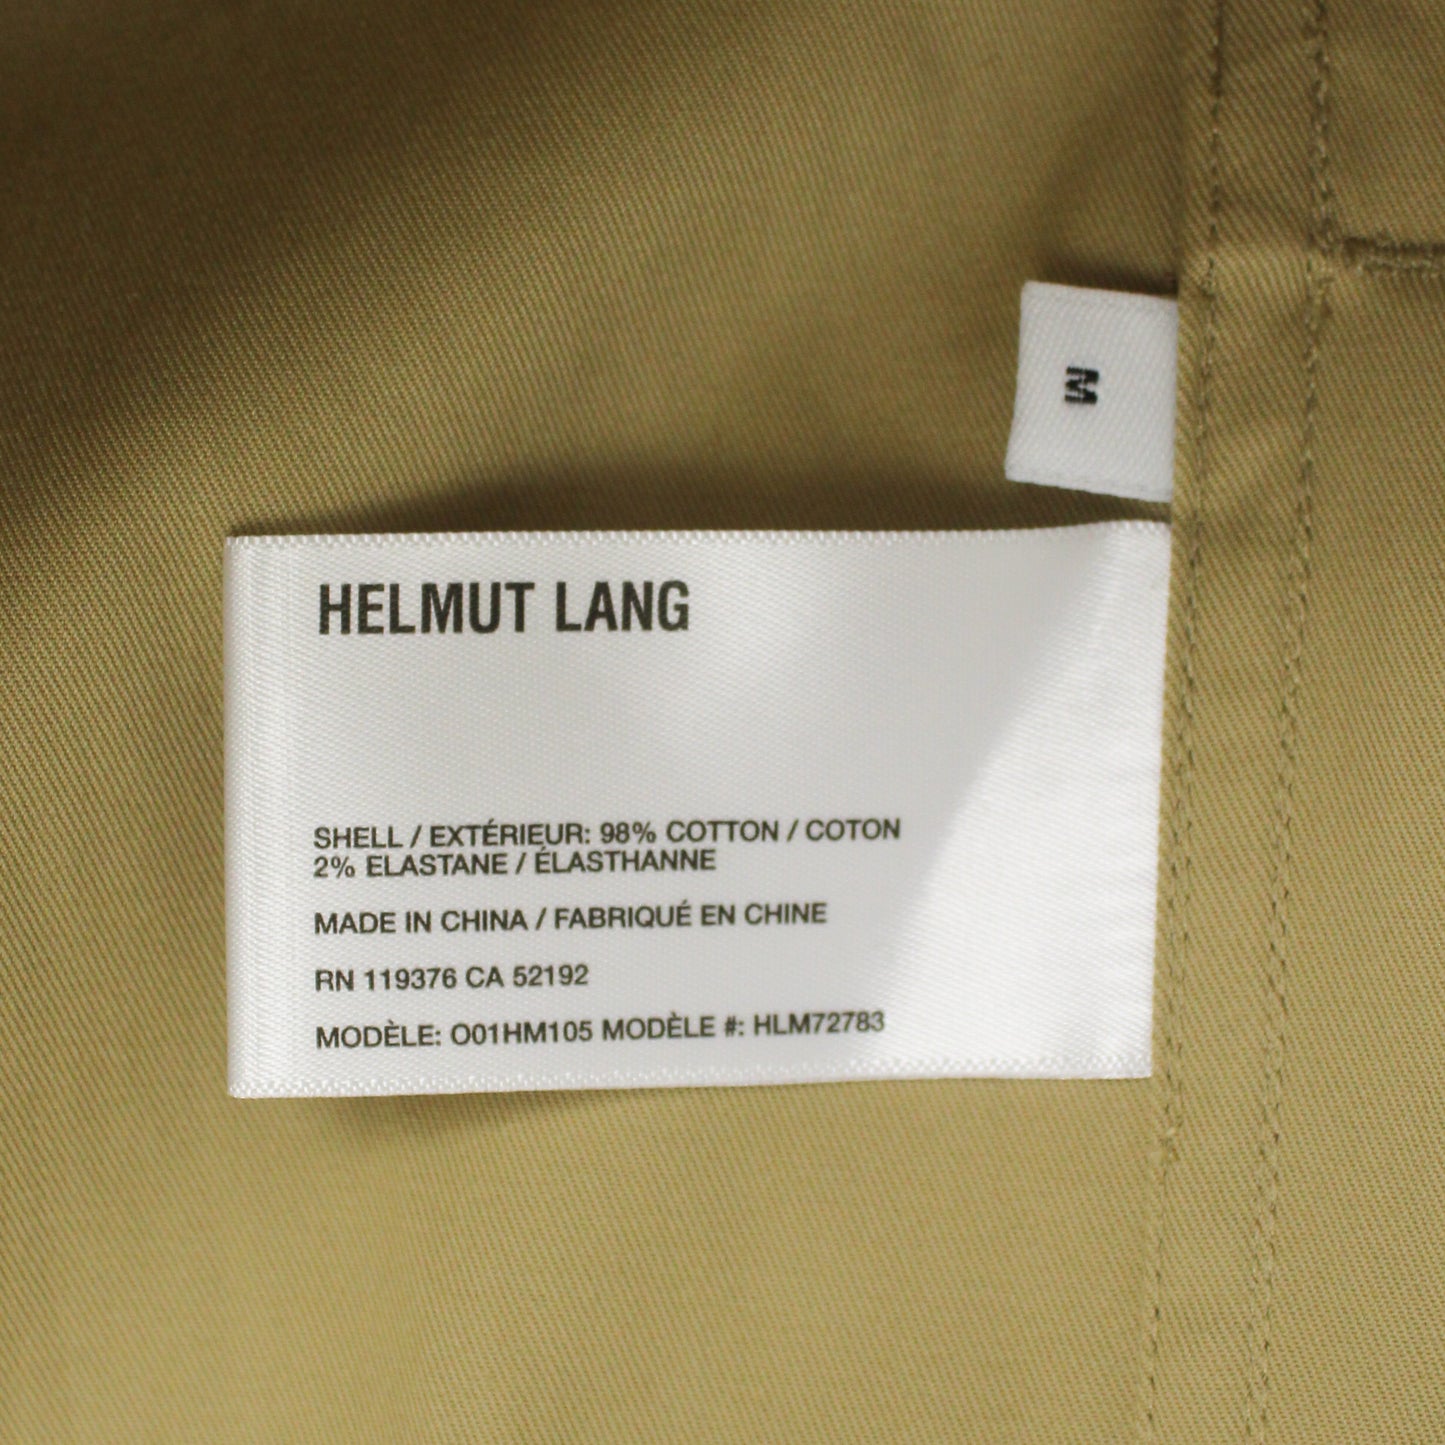 M
HELMUT LANG
SHELL / EXTÉRIEUR: 98% COTTON / COTON
2% ELASTANE / ÉLASTHANNE
MADE IN CHINA / FABRIQUÉ EN CHINE
RN 119376 CA 52192
MODÈLE: O01HM105 MODÈLE #: HLM72783